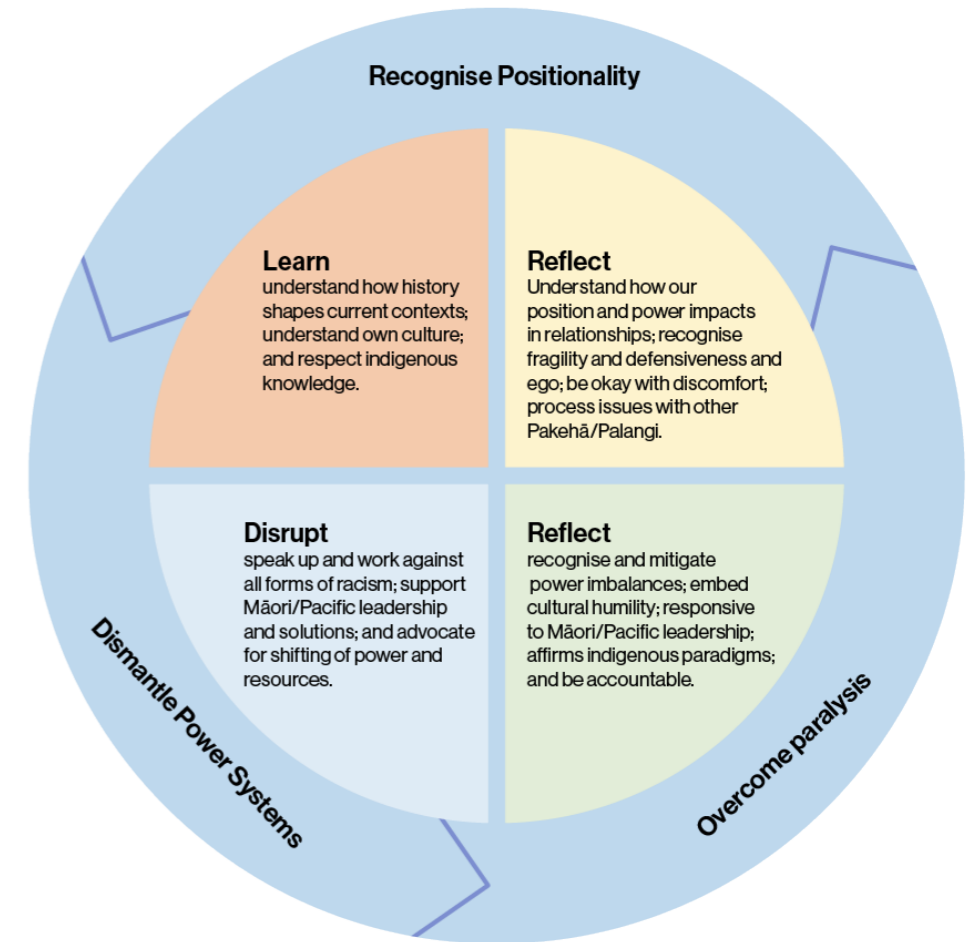 Recognise Positionality
Learn
understand how history
shapes current contexts;
understand own culture;
and respect indigenous
knowledge.
Reflect
Understand how our
position and power impacts
in relationships; recognise
fragility and defensiveness and
ego; be okay with discomfort;
process issues with other
Pakehā/Palangi.
Disrupt
speak up and work against
all forms of racism; support
Māori/Pacific leadership
and solutions; and advocate
for shifting of power and
resources.
Reflect
recognise and mitigate
power imbalances; embed
cultural humility; responsive
to Māori/Pacific leadership;
affirms indigenous paradigms;
and be accountable.
Dismantle Power Systems
Overcome paralysis